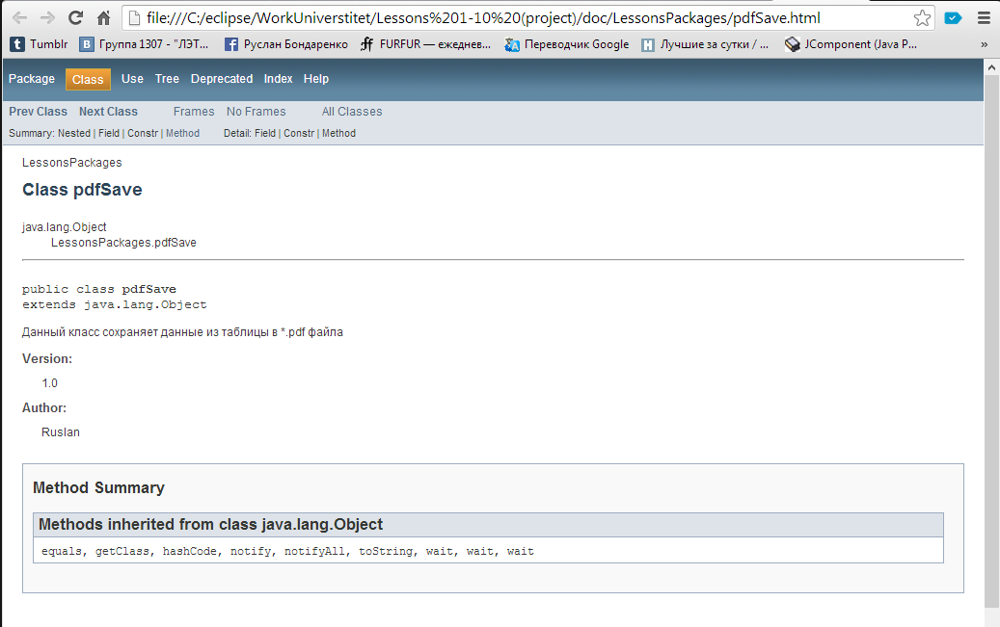 file:///C:/eclipse/WorkUniverstitet/Lessons%201-10%20(project)/doc/LessonsPackages/pdfSave.html
Tumblr Группа 1307 - "ЛЭТ... Руслан Бондаренко FURFUR — ежеднев... Переводчик Google Лучшие за сутки / ... JComponent (Java P... »
Package Class Use Tree Deprecated Index Help
Prev Class Next Class Frames No Frames All Classes
Summary: Nested | Field | Constr | Method Detail: Field | Constr | Method
LessonsPackages
Class pdfSave
java.lang.Object
LessonsPackages.pdfSave
public class pdfSave
extends java.lang.Object
Данный класс сохраняет данные из таблицы в *.pdf файла
Version:
1.0
Author:
Ruslan
Method Summary
Methods inherited from class java.lang.Object
equals, getClass, hashCode, notify, notifyAll, toString, wait, wait, wait